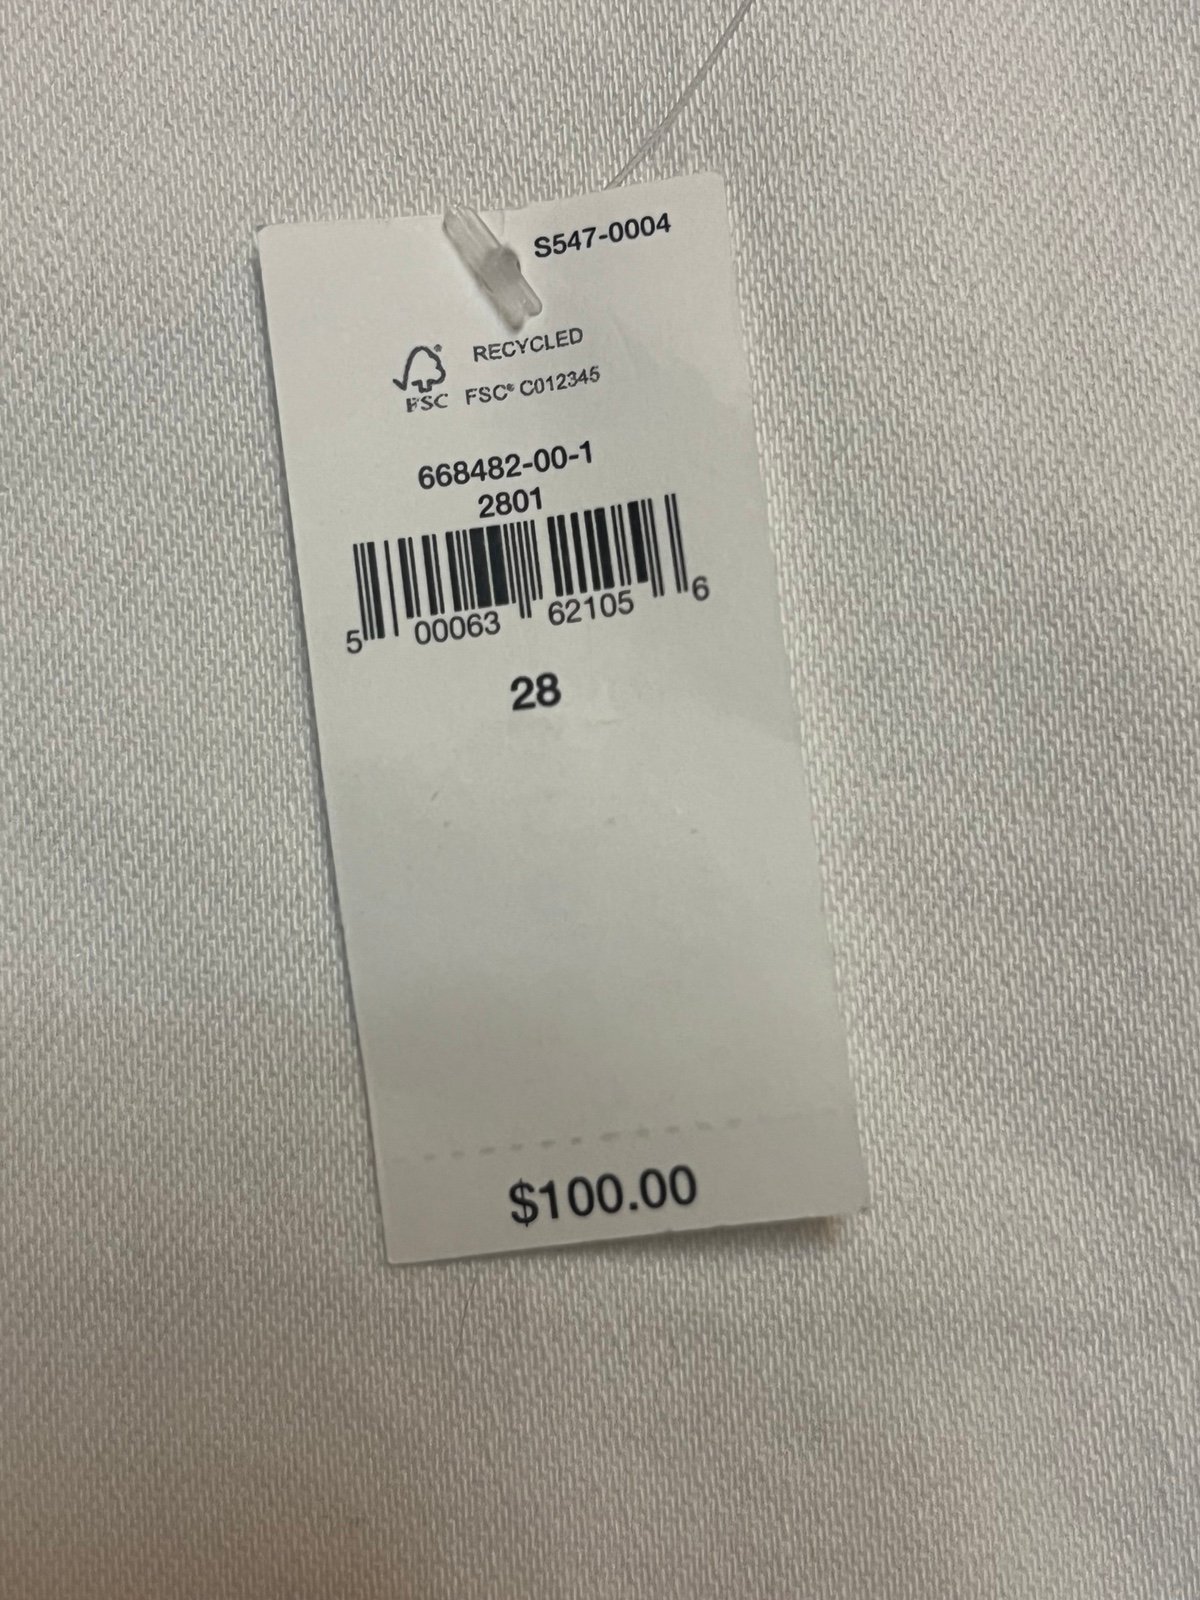 S547-0004
RECYCLED
FSC FSC® C012345
668482-00-1
2801
5 00063 62105 6
28
$100.00